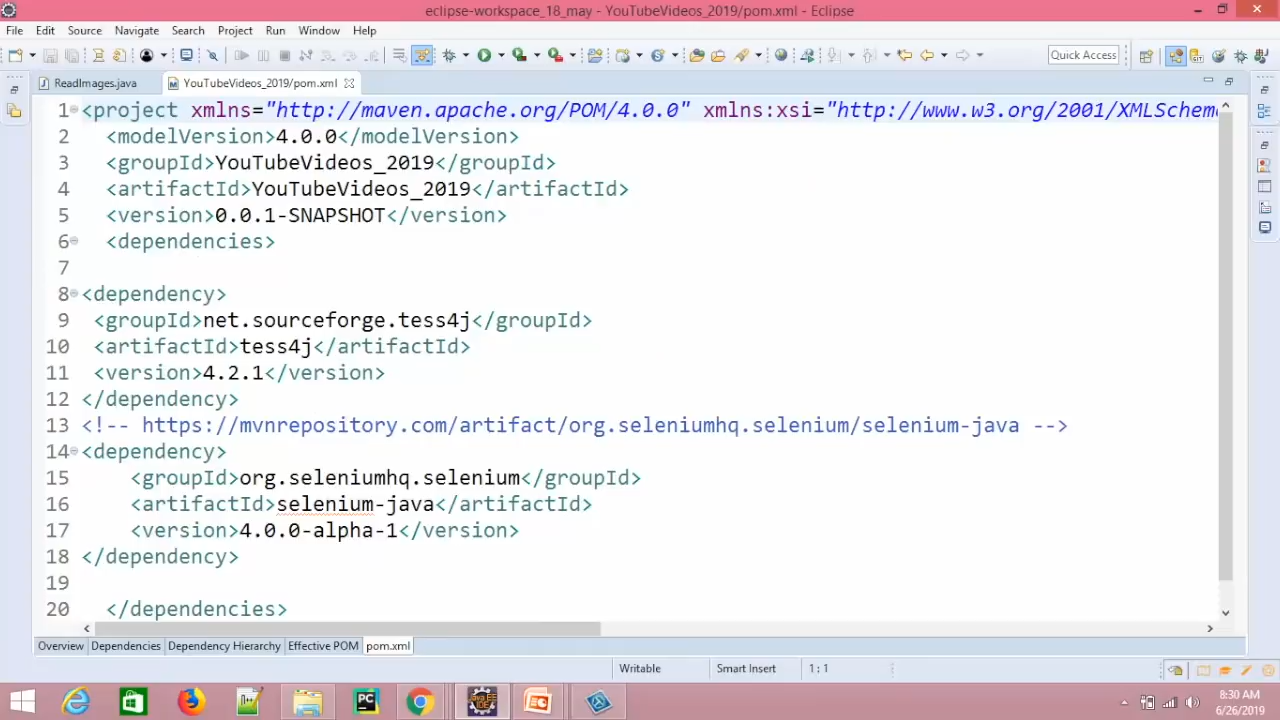 eclipse-workspace_18_may - YouTubeVideos_2019/pom.xml - Eclipse
File Edit Source Navigate Search Project Run Window Help
Quick Access
ReadImages.java YouTubeVideos_2019/pom.xml
1 <project xmlns="http://maven.apache.org/POM/4.0.0" xmlns:xsi="http://www.w3.org/2001/XMLSchem
2 <modelVersion>4.0.0</modelVersion>
3 <groupId>YouTubeVideos_2019</groupId>
4 <artifactId>YouTubeVideos_2019</artifactId>
5 <version>0.0.1-SNAPSHOT</version>
6 <dependencies>
7
8 <dependency>
9 <groupId>net.sourceforge.tess4j</groupId>
10 <artifactId>tess4j</artifactId>
11 <version>4.2.1</version>
12 </dependency>
13 <!-- https://mvnrepository.com/artifact/org.seleniumhq.selenium/selenium-java -->
14 <dependency>
15 <groupId>org.seleniumhq.selenium</groupId>
16 <artifactId>selenium-java</artifactId>
17 <version>4.0.0-alpha-1</version>
18 </dependency>
19
20 </dependencies>
Overview Dependencies Dependency Hierarchy Effective POM pom.xml
Writable Smart Insert 1 : 1
PC
8:30 AM
6/26/2019